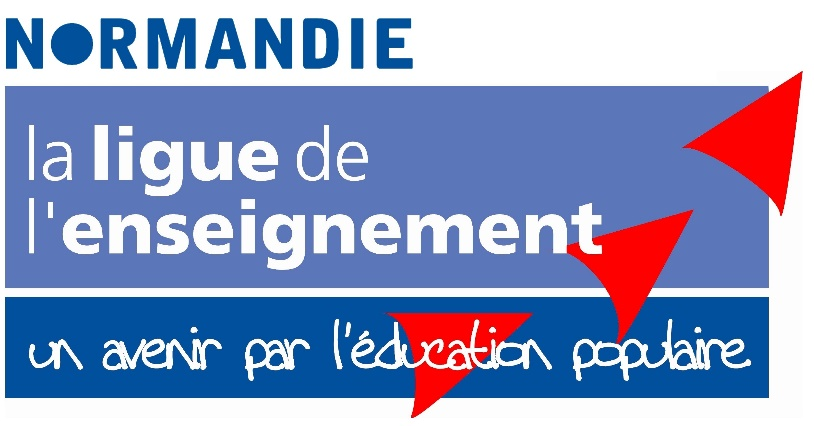 NORMANDIE
la ligue de
l'enseignement
un avenir par l'éducation populaire